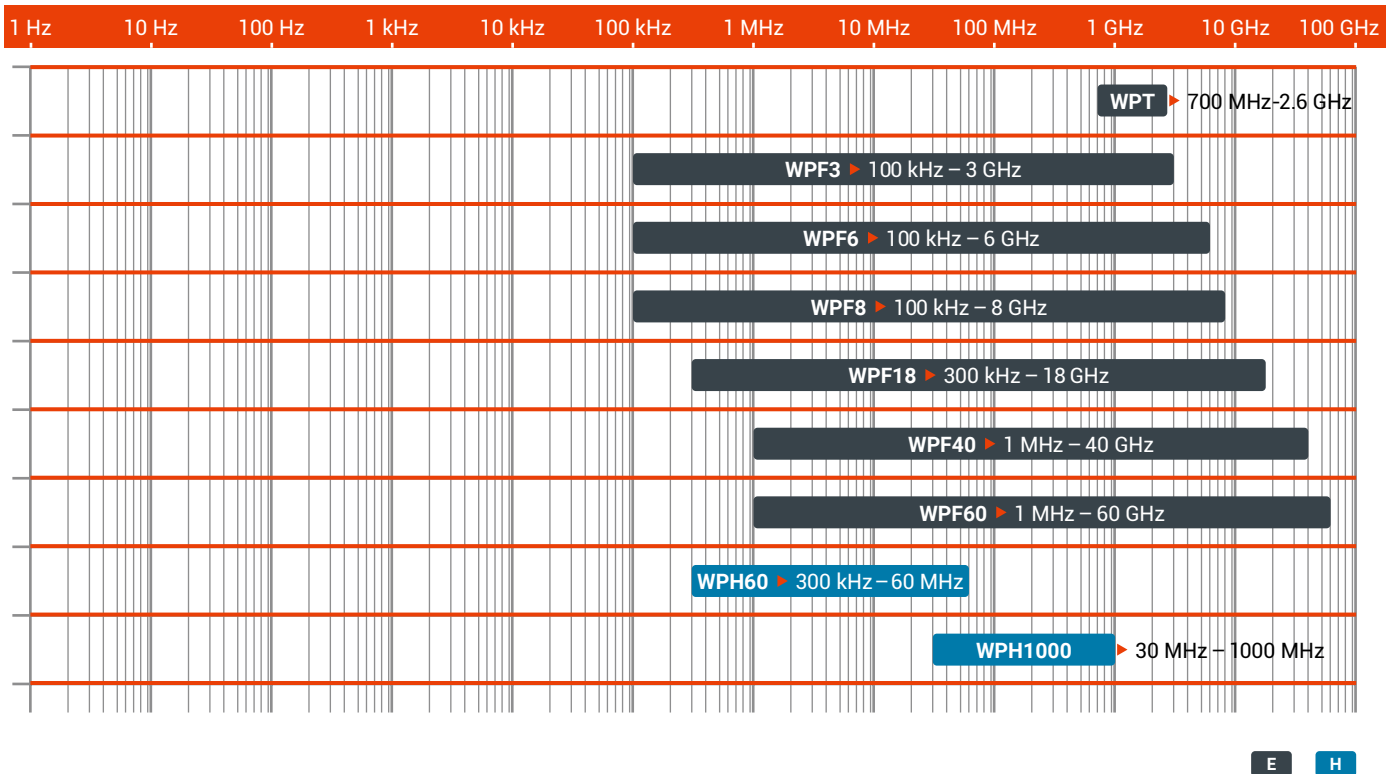 1 Hz 10 Hz 100 Hz 1 kHz 10 kHz 100 kHz 1 MHz 10 MHz 100 MHz 1 GHz 10 GHz 100 GHz
WPT 700 MHz-2.6 GHz
WPF3 100 kHz – 3 GHz
WPF6 100 kHz – 6 GHz
WPF8 100 kHz – 8 GHz
WPF18 300 kHz – 18 GHz
WPF40 1 MHz – 40 GHz
WPF60 1 MHz – 60 GHz
WPH60 300 kHz – 60 MHz
WPH1000 30 MHz – 1000 MHz
E H